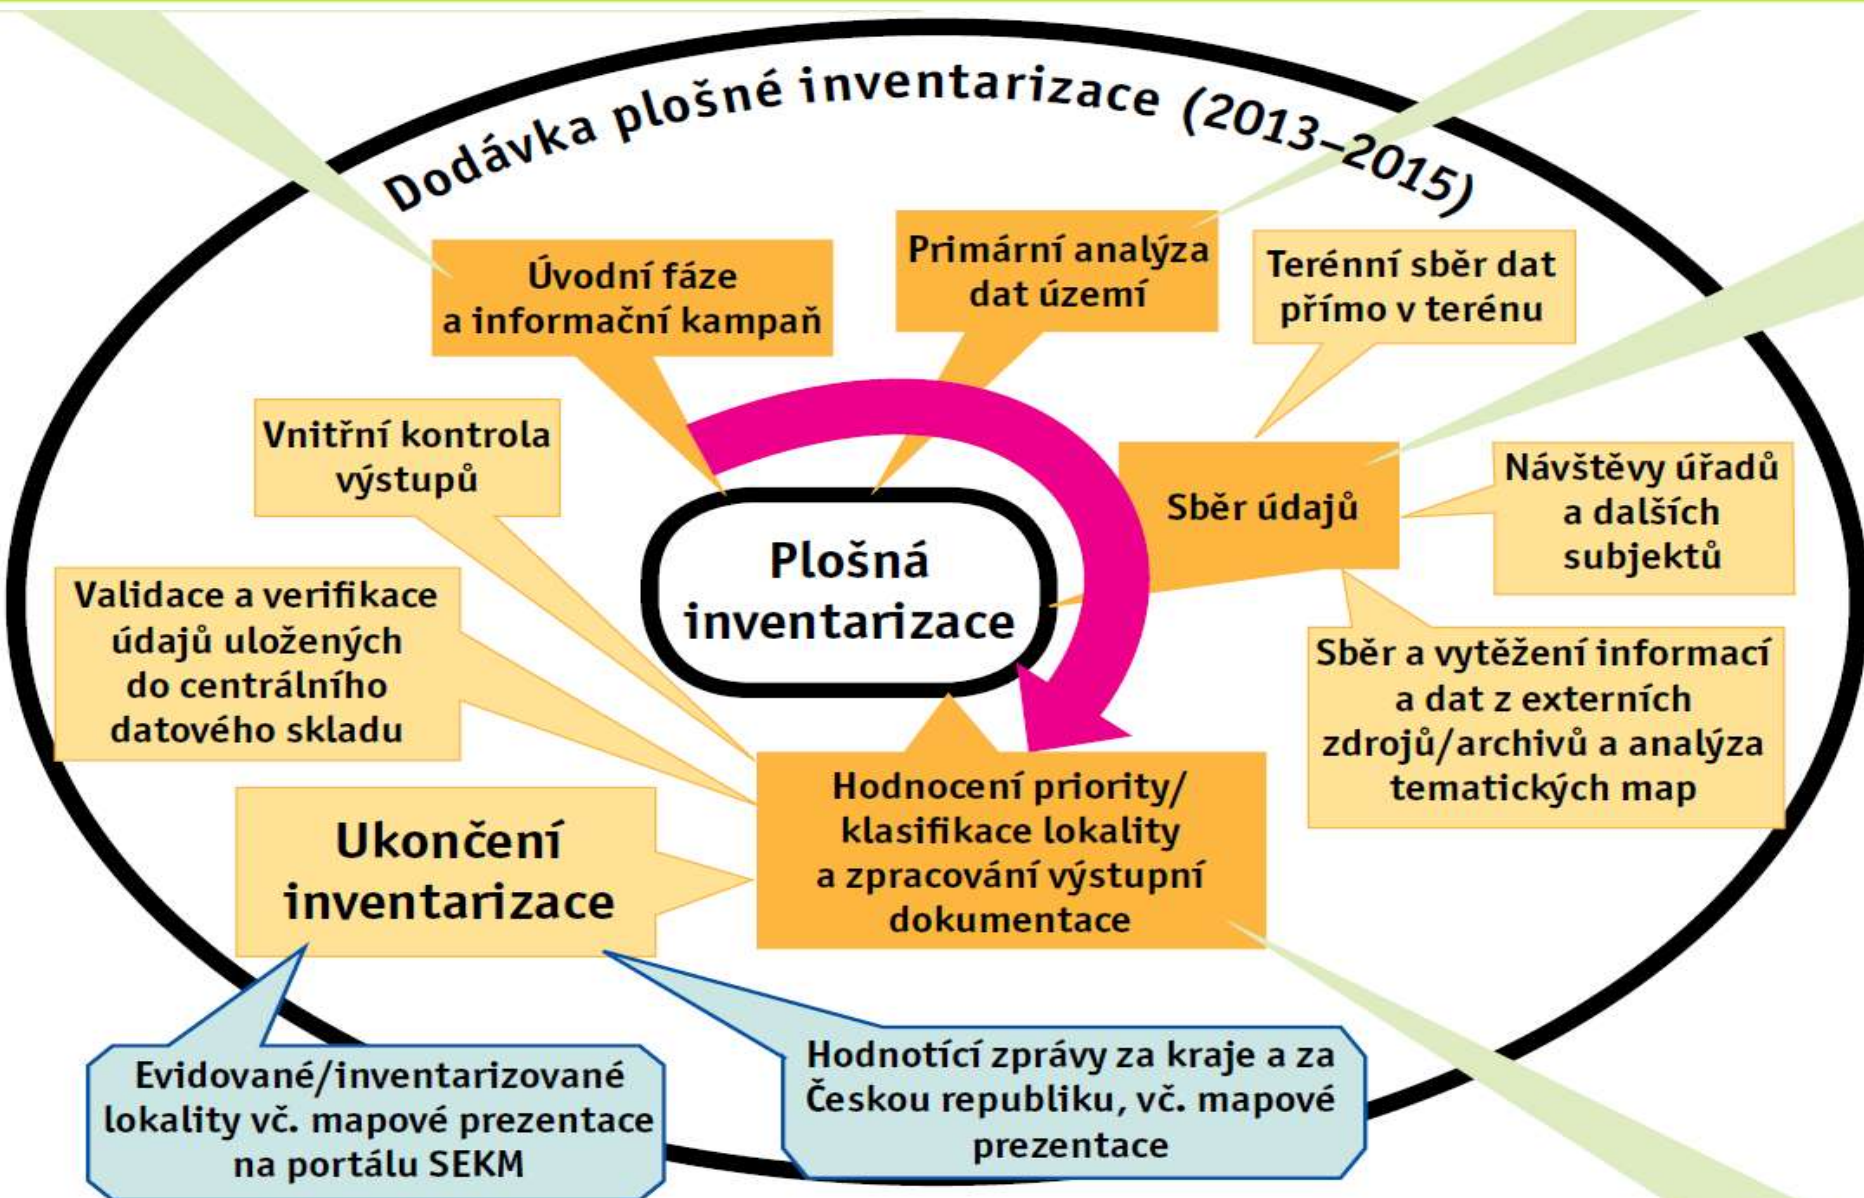 Dodávka plošné inventarizace (2013–2015)
Úvodní fáze
a informační kampaň
Primární analýza
dat území
Terénní sběr dat
přímo v terénu
Vnitřní kontrola
výstupů
Sběr údajů
Návštěvy úřadů
a dalších
subjektů
Plošná
inventarizace
Validace a verifikace
údajů uložených
do centrálního
datového skladu
Sběr a vytěžení informací
a dat z externích
zdrojů/archivů a analýza
tematických map
Hodnocení priority/
klasifikace lokality
a zpracování výstupní
dokumentace
Ukončení
inventarizace
Evidované/inventarizované
lokality vč. mapové prezentace
na portálu SEKM
Hodnotící zprávy za kraje a za
Českou republiku, vč. mapové
prezentace